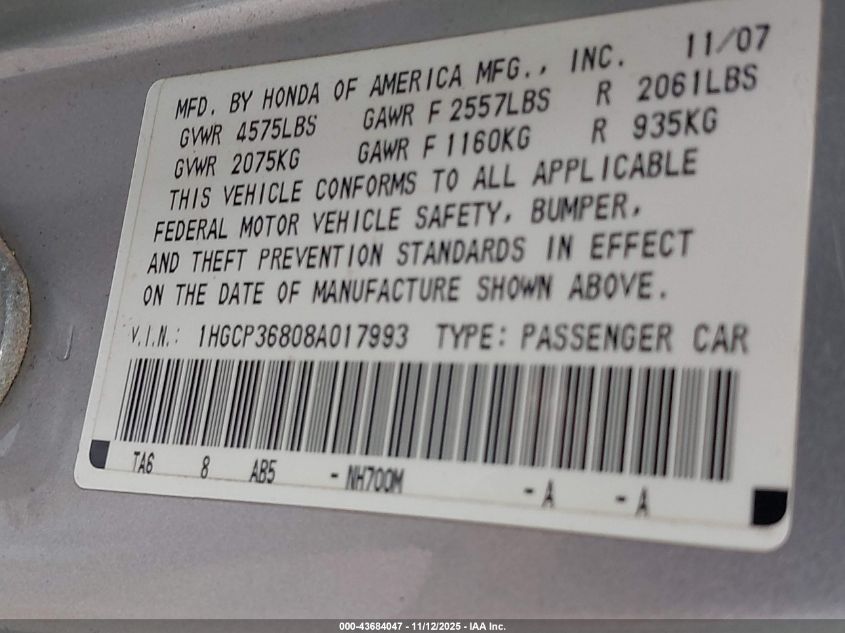 MFD. BY HONDA OF AMERICA MFG., INC. 11/07
GVWR 4575LBS GAWR F 2557LBS R 2061LBS
GVWR 2075KG GAWR F 1160KG R 935KG
THIS VEHICLE CONFORMS TO ALL APPLICABLE
FEDERAL MOTOR VEHICLE SAFETY, BUMPER,
AND THEFT PREVENTION STANDARDS IN EFFECT
ON THE DATE OF MANUFACTURE SHOWN ABOVE.
V.I.N.: 1HGCP36808A017993 TYPE: PASSENGER CAR
TA6 8 AB5 -NH700M -A -A
000-43684047 - 11/12/2025 - IAA Inc.